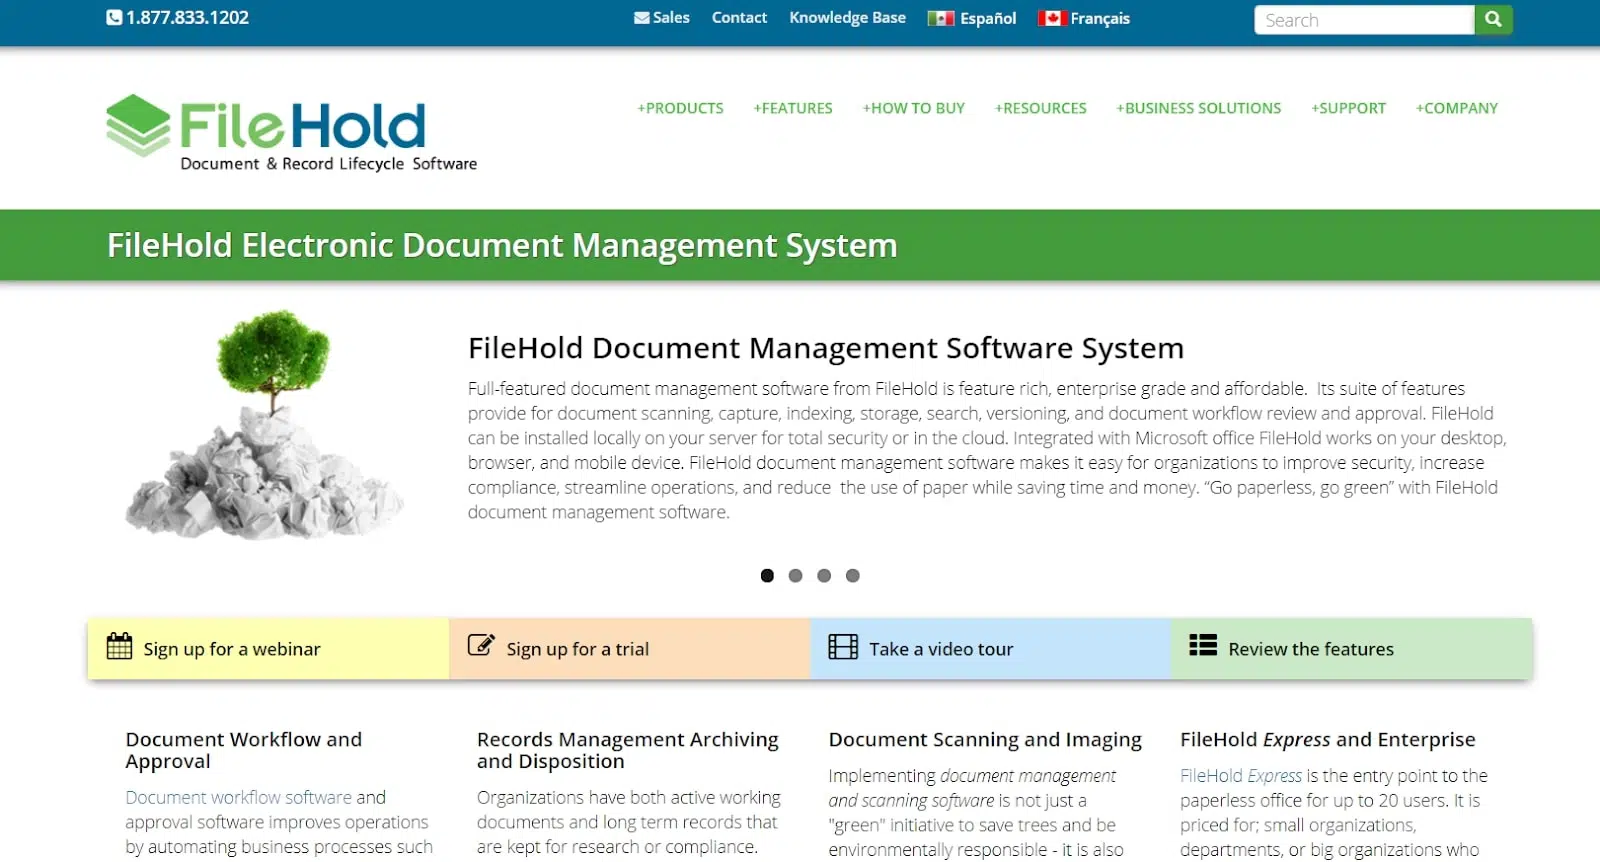 1.877.833.1202
Sales Contact Knowledge Base Español Français
Search
FileHold
Document & Record Lifecycle Software
+PRODUCTS +FEATURES +HOW TO BUY +RESOURCES +BUSINESS SOLUTIONS +SUPPORT +COMPANY
FileHold Electronic Document Management System
FileHold Document Management Software System
Full-featured document management software from FileHold is feature rich, enterprise grade and affordable. Its suite of features
provide for document scanning, capture, indexing, storage, search, versioning, and document workflow review and approval. FileHold
can be installed locally on your server for total security or in the cloud. Integrated with Microsoft office FileHold works on your desktop,
browser, and mobile device. FileHold document management software makes it easy for organizations to improve security, increase
compliance, streamline operations, and reduce the use of paper while saving time and money. “Go paperless, go green” with FileHold
document management software.
Sign up for a webinar
Sign up for a trial
Take a video tour
Review the features
Document Workflow and
Approval
Document workflow software and
approval software improves operations
by automating business processes such
Records Management Archiving
and Disposition
Organizations have both active working
documents and long term records that
are kept for research or compliance.
Document Scanning and Imaging
Implementing document management
and scanning software is not just a
"green" initiative to save trees and be
environmentally responsible - it is also
FileHold Express and Enterprise
FileHold Express is the entry point to the
paperless office for up to 20 users. It is
priced for; small organizations,
departments, or big organizations who